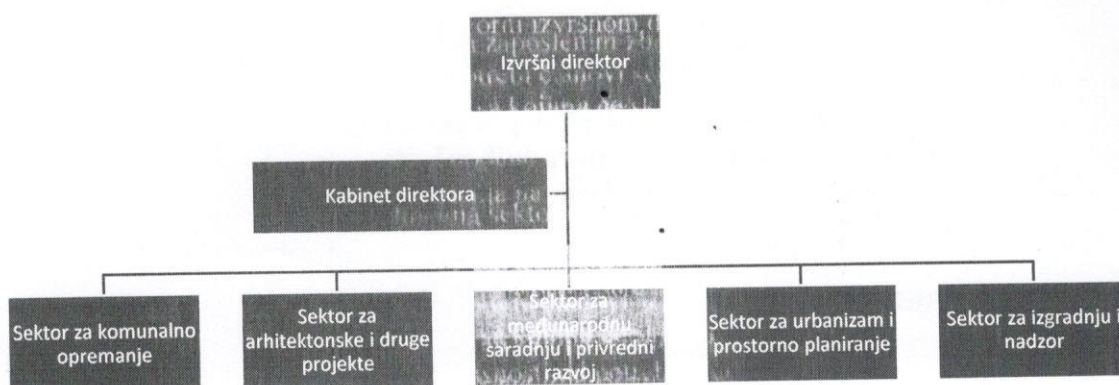 Izvršni direktor
Kabinet direktora
Sektor za komunalno
opremanje
Sektor za
arhitektonske i druge
projekte
Sektor za
međunarodnu
saradnju i privredni
razvoj
Sektor za urbanizam i
prostorno planiranje
Sektor za izgradnju i
nadzor